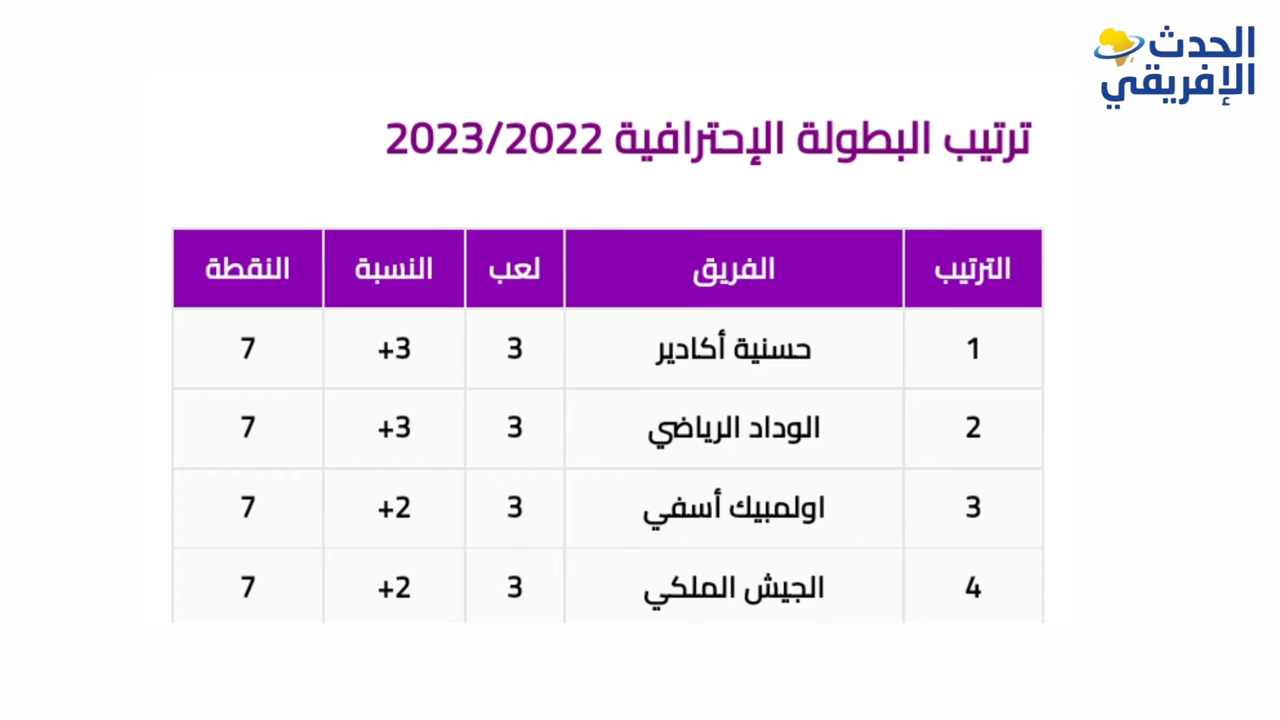 الحدث
الإفريقي
ترتيب البطولة الإحترافية 2023/2022
الترتيب الفريق لعب النسبة النقطة
1 حسنية أكادير 3 +3 7
2 الوداد الرياضي 3 +3 7
3 اولمبيك أسفي 3 +2 7
4 الجيش الملكي 3 +2 7